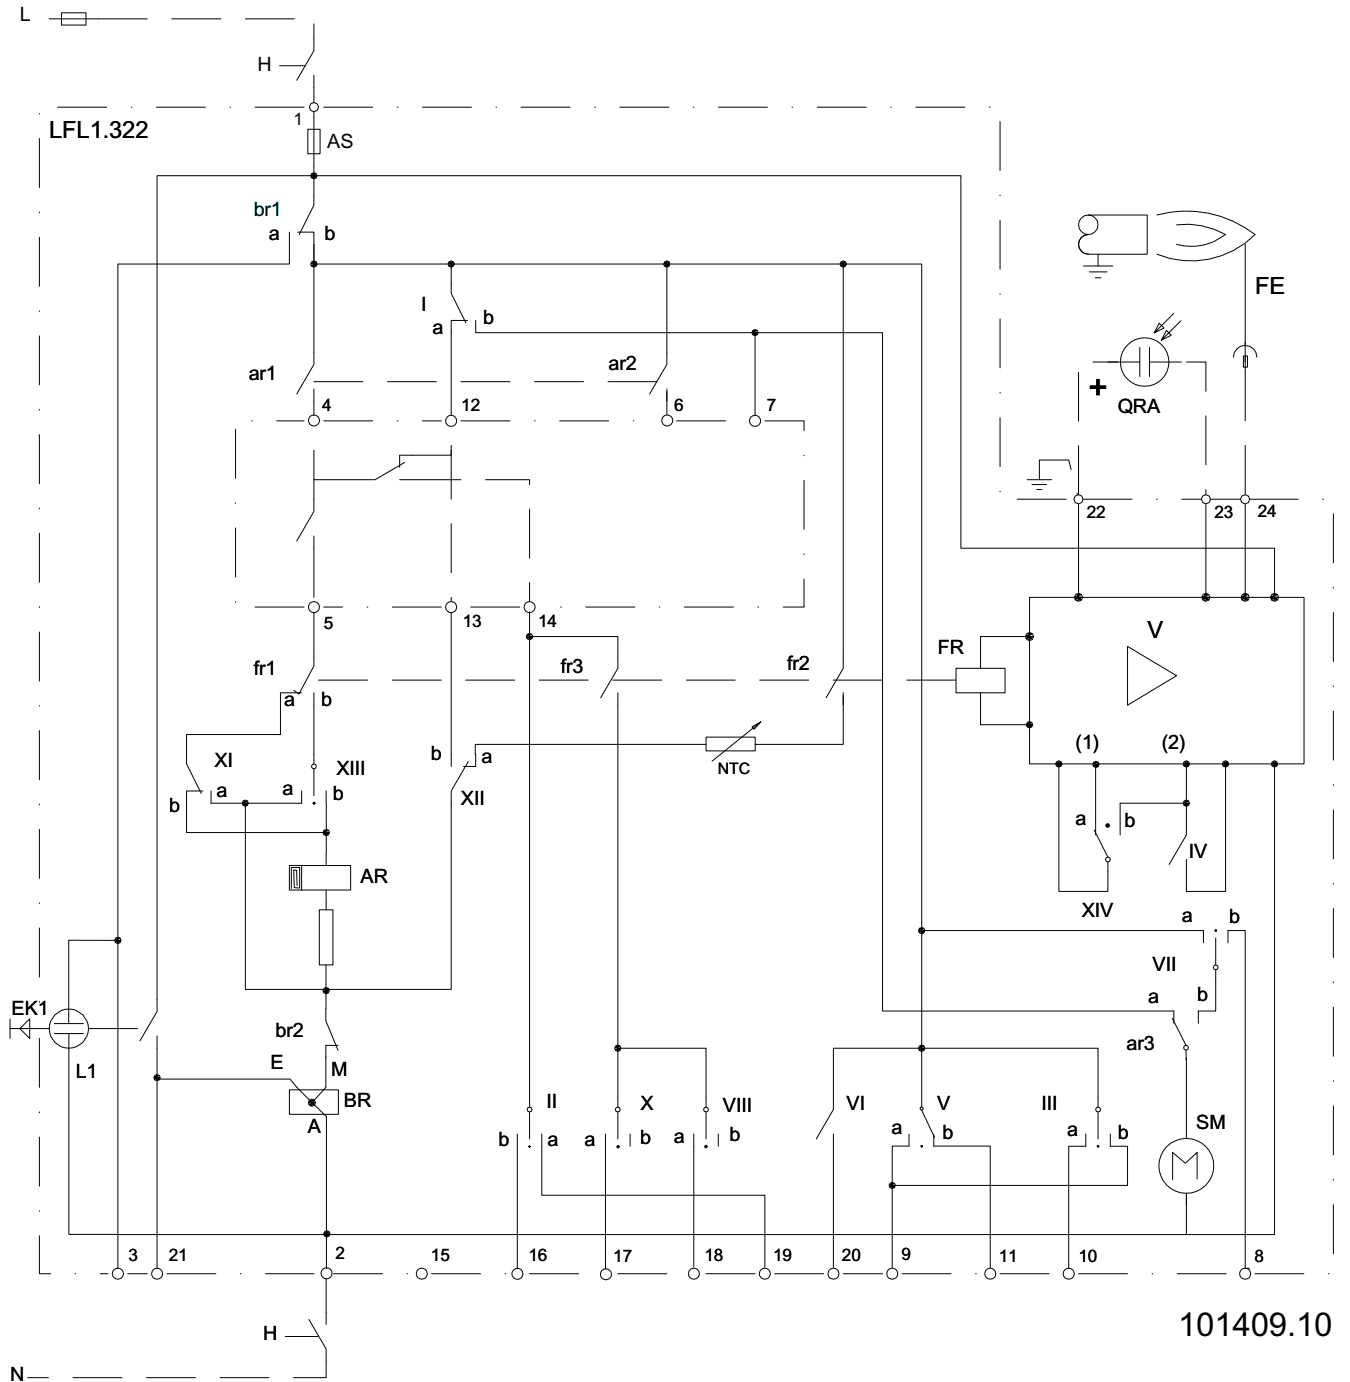 L
H
1
LFL1.322
AS
br1
a b
I
a b
FE
ar1
ar2
+
QRA
4 12 6 7
22 23 24
5 13 14
V
fr1
fr3
fr2
FR
a b
(1) (2)
XI
XIII
b a
NTC
a b
b a
XII
a b
IV
AR
XIV
a b
VII
EK1
br2
a b
ar3
E M
L1
BR
A
II X VIII VI V III
SM
b a a b a b a b a b
3 21 2 15 16 17 18 19 20 9 11 10 8
H
101409.10
N